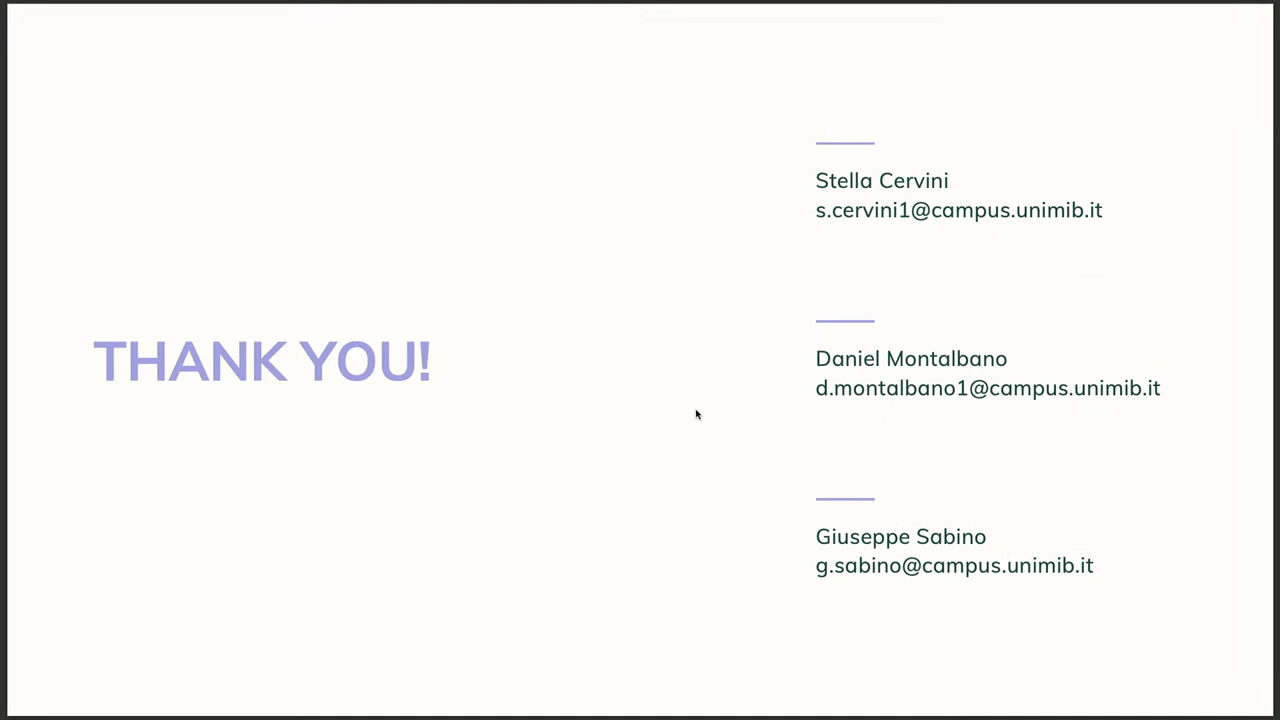 THANK YOU!
Stella Cervini
s.cervini1@campus.unimib.it
Daniel Montalbano
d.montalbano1@campus.unimib.it
Giuseppe Sabino
g.sabino@campus.unimib.it